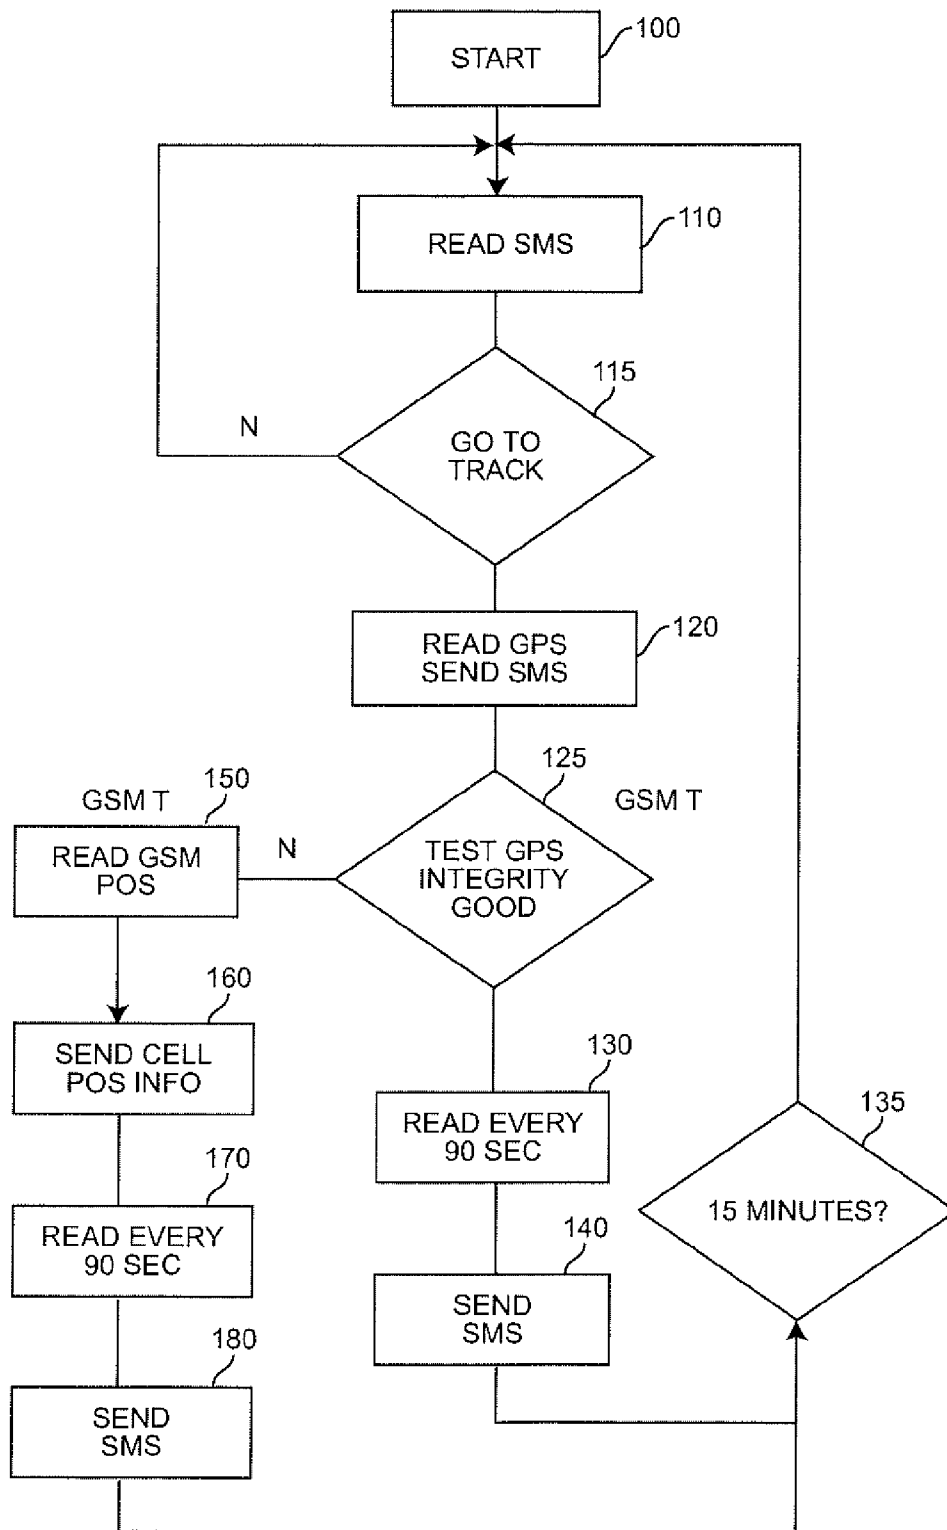 START
100
READ SMS
110
115
N
GO TO
TRACK
READ GPS
SEND SMS
120
125
GSM T
150
GSM T
READ GSM
POS
N
TEST GPS
INTEGRITY
GOOD
160
SEND CELL
POS INFO
130
READ EVERY
90 SEC
135
15 MINUTES?
170
READ EVERY
90 SEC
140
SEND
SMS
180
SEND
SMS